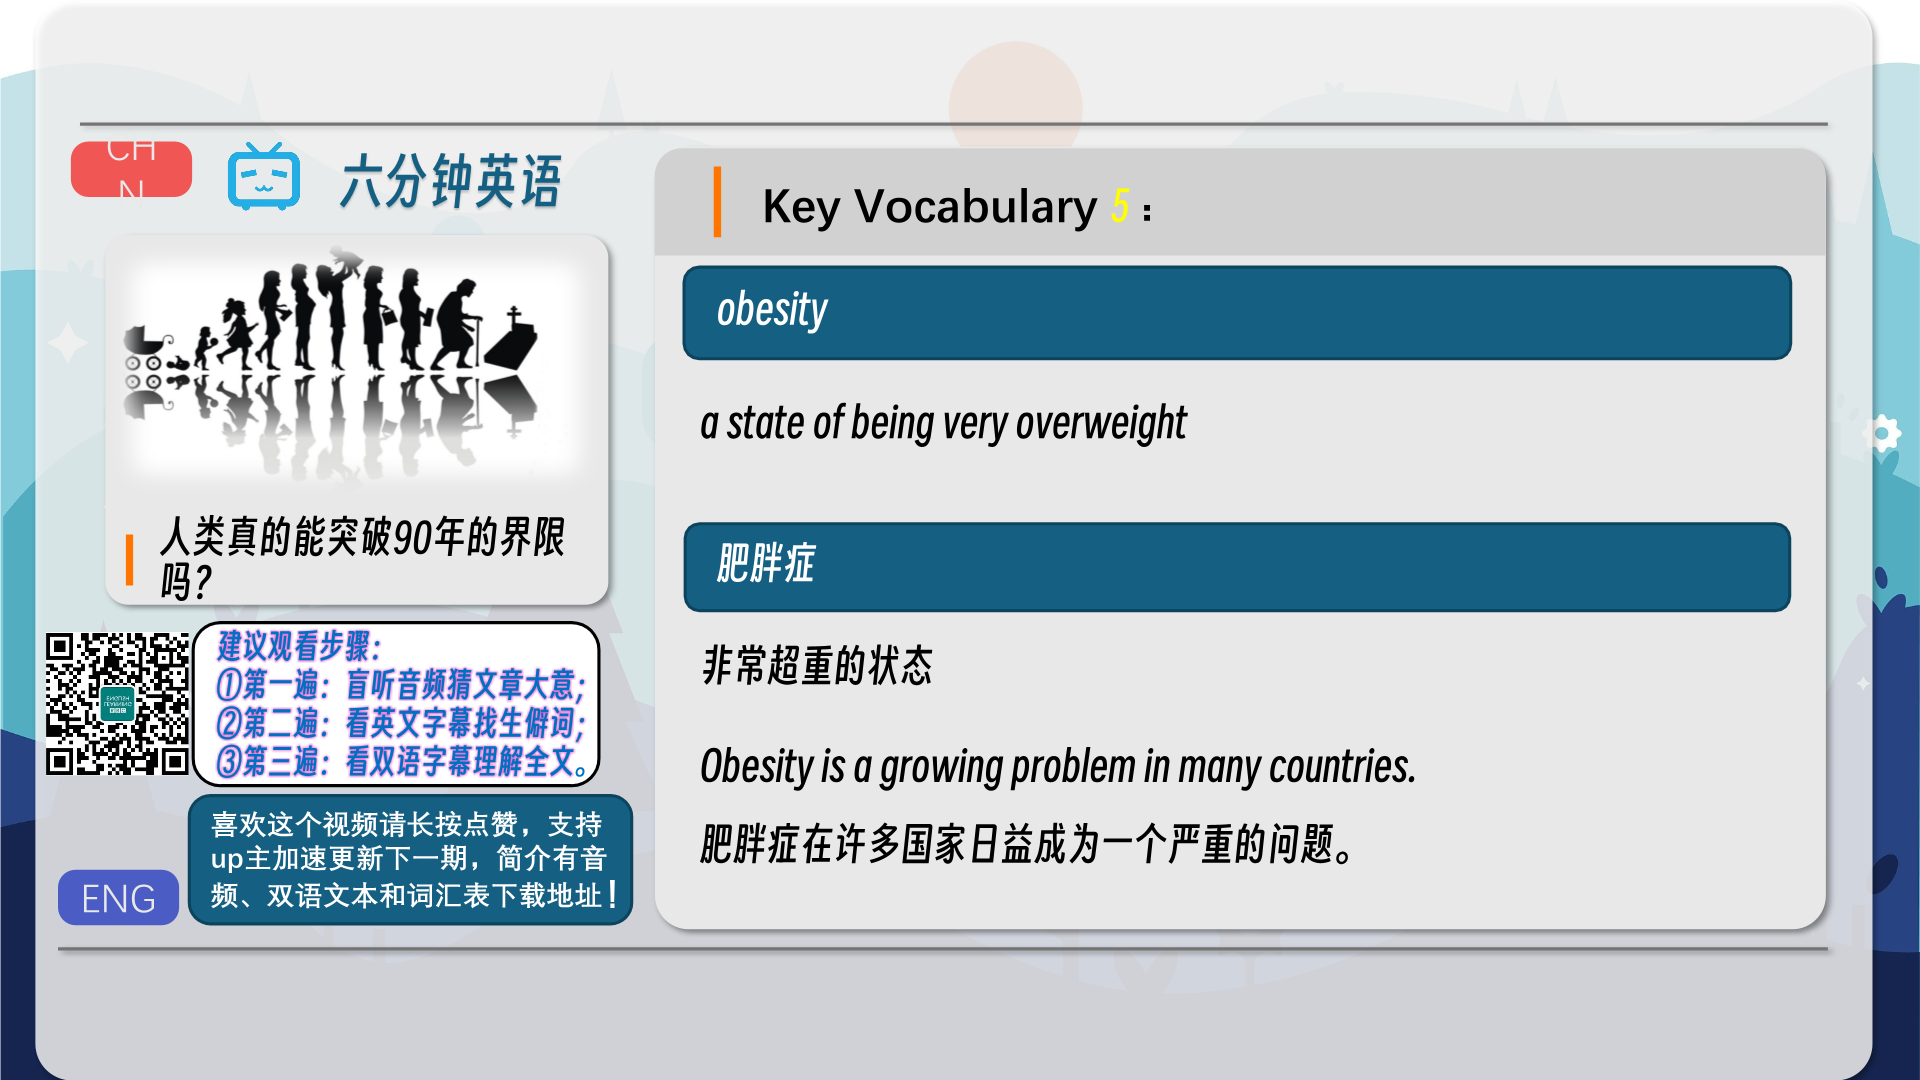 CH
N
六分钟英语
人类真的能突破90年的界限
吗？
建议观看步骤：
①第一遍：盲听音频猜文章大意；
②第二遍：看英文字幕找生僻词；
③第三遍：看双语字幕理解全文。
喜欢这个视频请长按点赞，支持
up主加速更新下一期，简介有音
频、双语文本和词汇表下载地址！
ENG
Key Vocabulary 5：
obesity
a state of being very overweight
肥胖症
非常超重的状态
Obesity is a growing problem in many countries.
肥胖症在许多国家日益成为一个严重的问题。